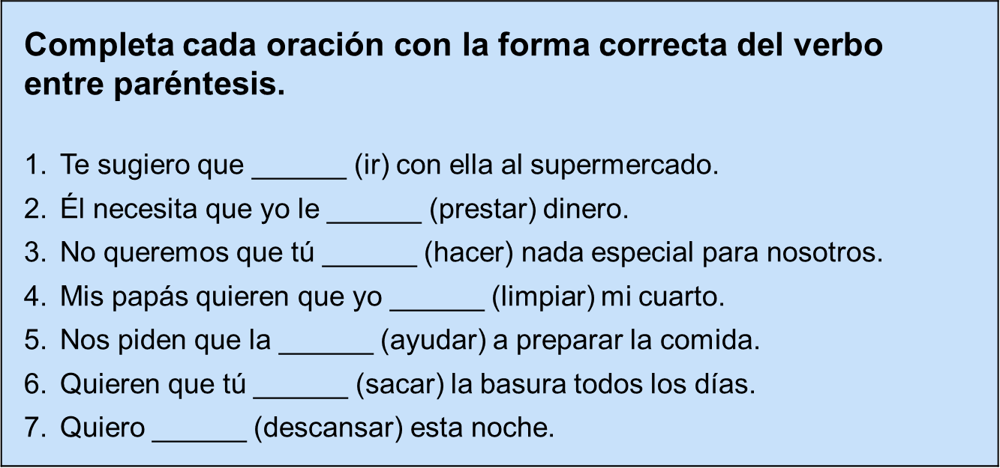 Completa cada oración con la forma correcta del verbo
entre paréntesis.
1. Te sugiero que ______ (ir) con ella al supermercado.
2. Él necesita que yo le ______ (prestar) dinero.
3. No queremos que tú ______ (hacer) nada especial para nosotros.
4. Mis papás quieren que yo ______ (limpiar) mi cuarto.
5. Nos piden que la ______ (ayudar) a preparar la comida.
6. Quieren que tú ______ (sacar) la basura todos los días.
7. Quiero ______ (descansar) esta noche.